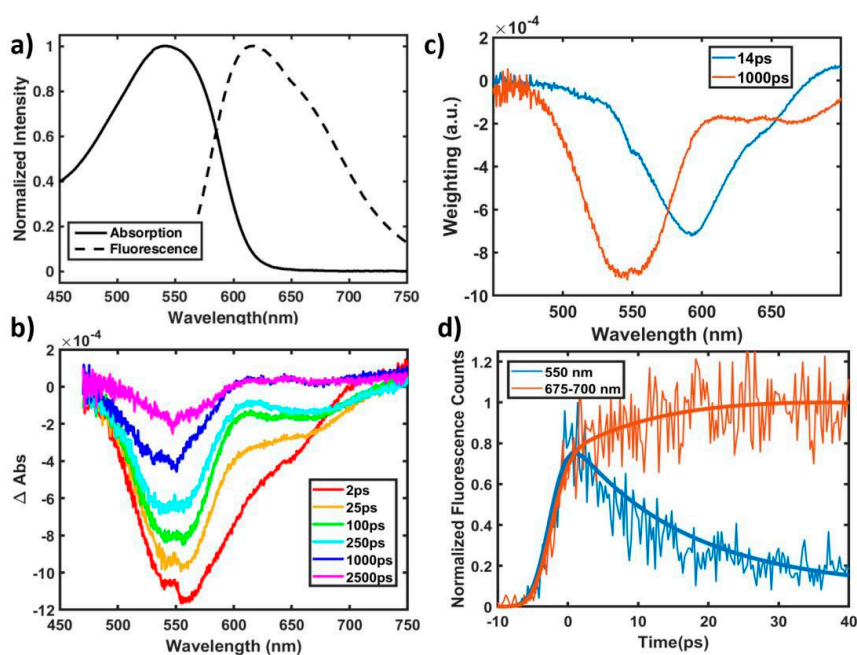 a)
Normalized Intensity
1
0.8
0.6
0.4
0.2
0
Absorption
Fluorescence
450 500 550 600 650 700 750
Wavelength(nm)
b)
×10⁻⁴
Δ Abs
0
-2
-4
-6
-8
-10
-12
2ps
25ps
100ps
250ps
1000ps
2500ps
450 500 550 600 650 700 750
Wavelength (nm)
c)
×10⁻⁴
Weighting (a.u.)
2
0
-2
-4
-6
-8
-10
14ps
1000ps
500 550 600 650
Wavelength (nm)
d)
Normalized Fluorescence Counts
1.2
1
0.8
0.6
0.4
0.2
0
550 nm
675-700 nm
-10 0 10 20 30 40
Time(ps)